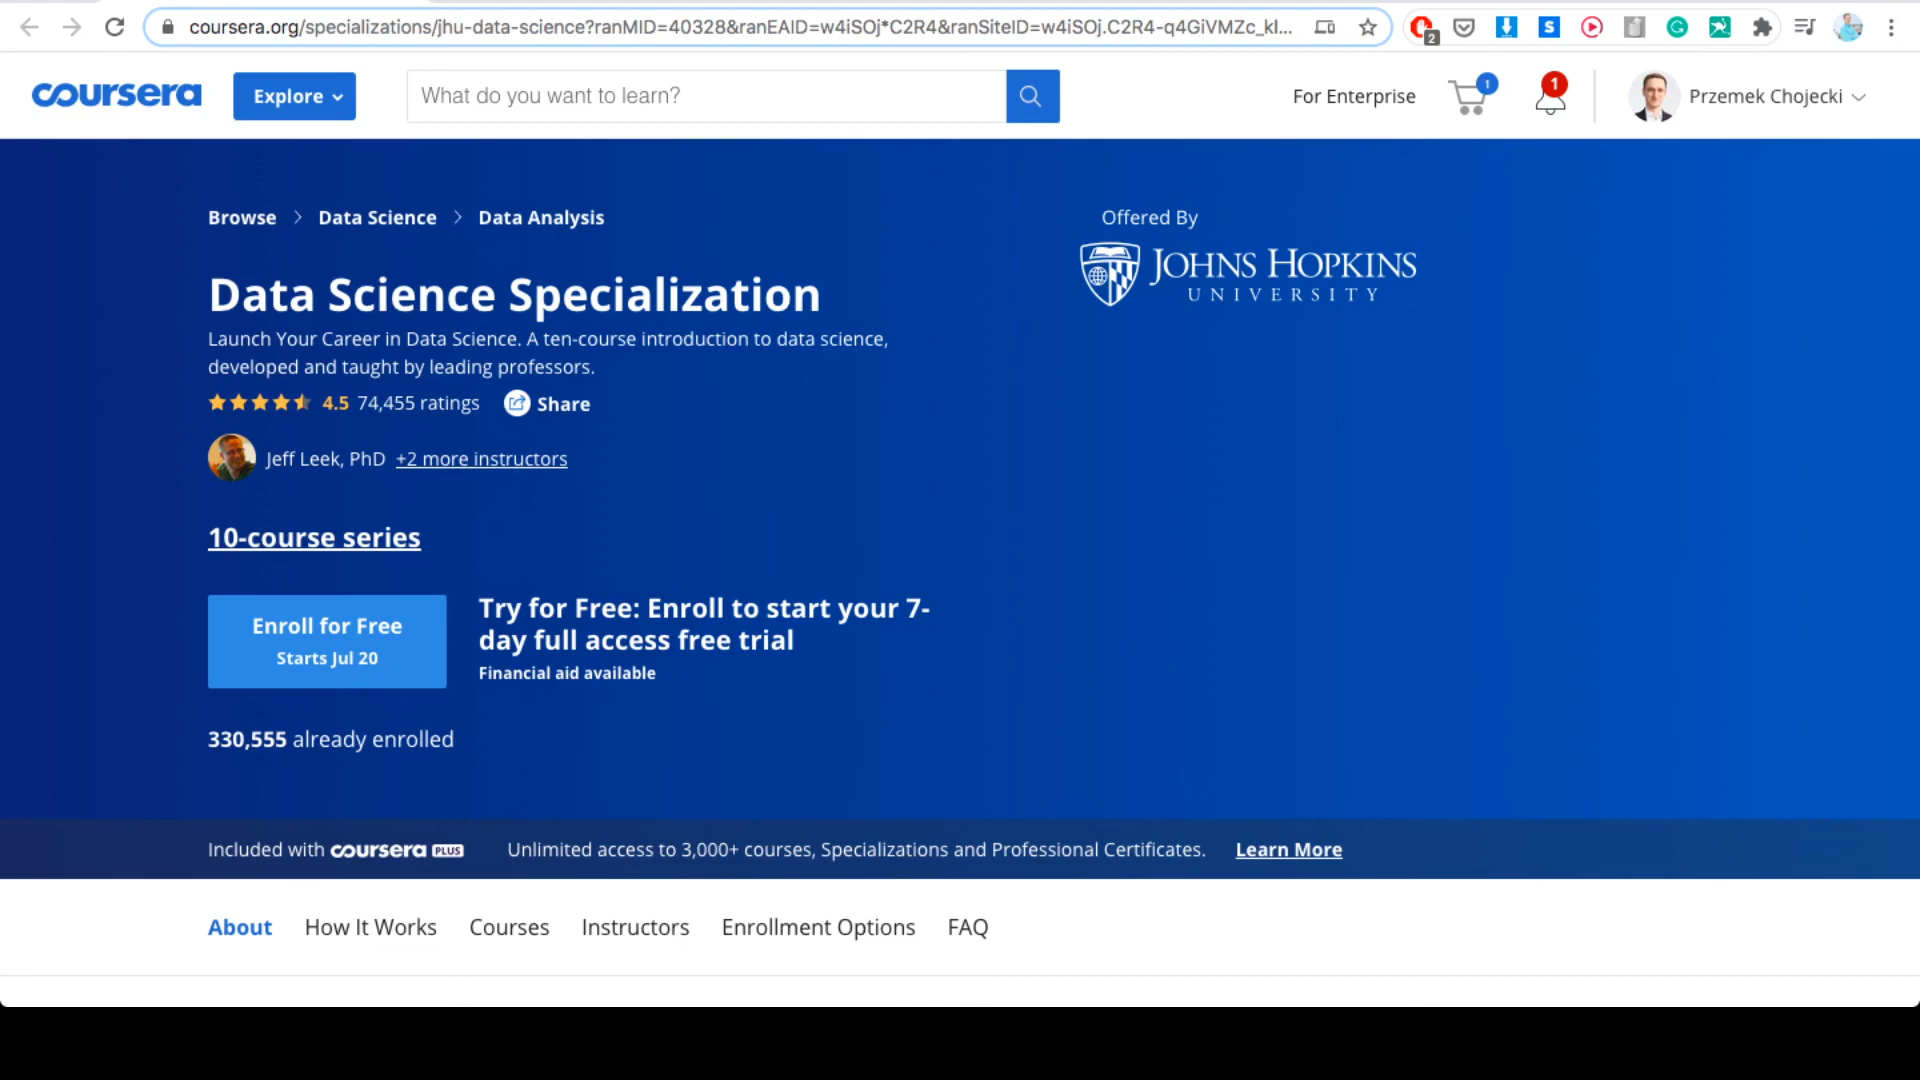 coursera.org/specializations/jhu-data-science?ranMID=40328&ranEAID=w4iSOj*C2R4&ranSiteID=w4iSOj.C2R4-q4GiVMZc_kI...
2
coursera
Explore
What do you want to learn?
For Enterprise
1
1
Przemek Chojecki
Browse > Data Science > Data Analysis
Offered By
JOHNS HOPKINS
UNIVERSITY
Data Science Specialization
Launch Your Career in Data Science. A ten-course introduction to data science,
developed and taught by leading professors.
4.5 74,455 ratings Share
Jeff Leek, PhD +2 more instructors
10-course series
Enroll for Free
Starts Jul 20
Try for Free: Enroll to start your 7-
day full access free trial
Financial aid available
330,555 already enrolled
Included with coursera PLUS Unlimited access to 3,000+ courses, Specializations and Professional Certificates. Learn More
About How It Works Courses Instructors Enrollment Options FAQ